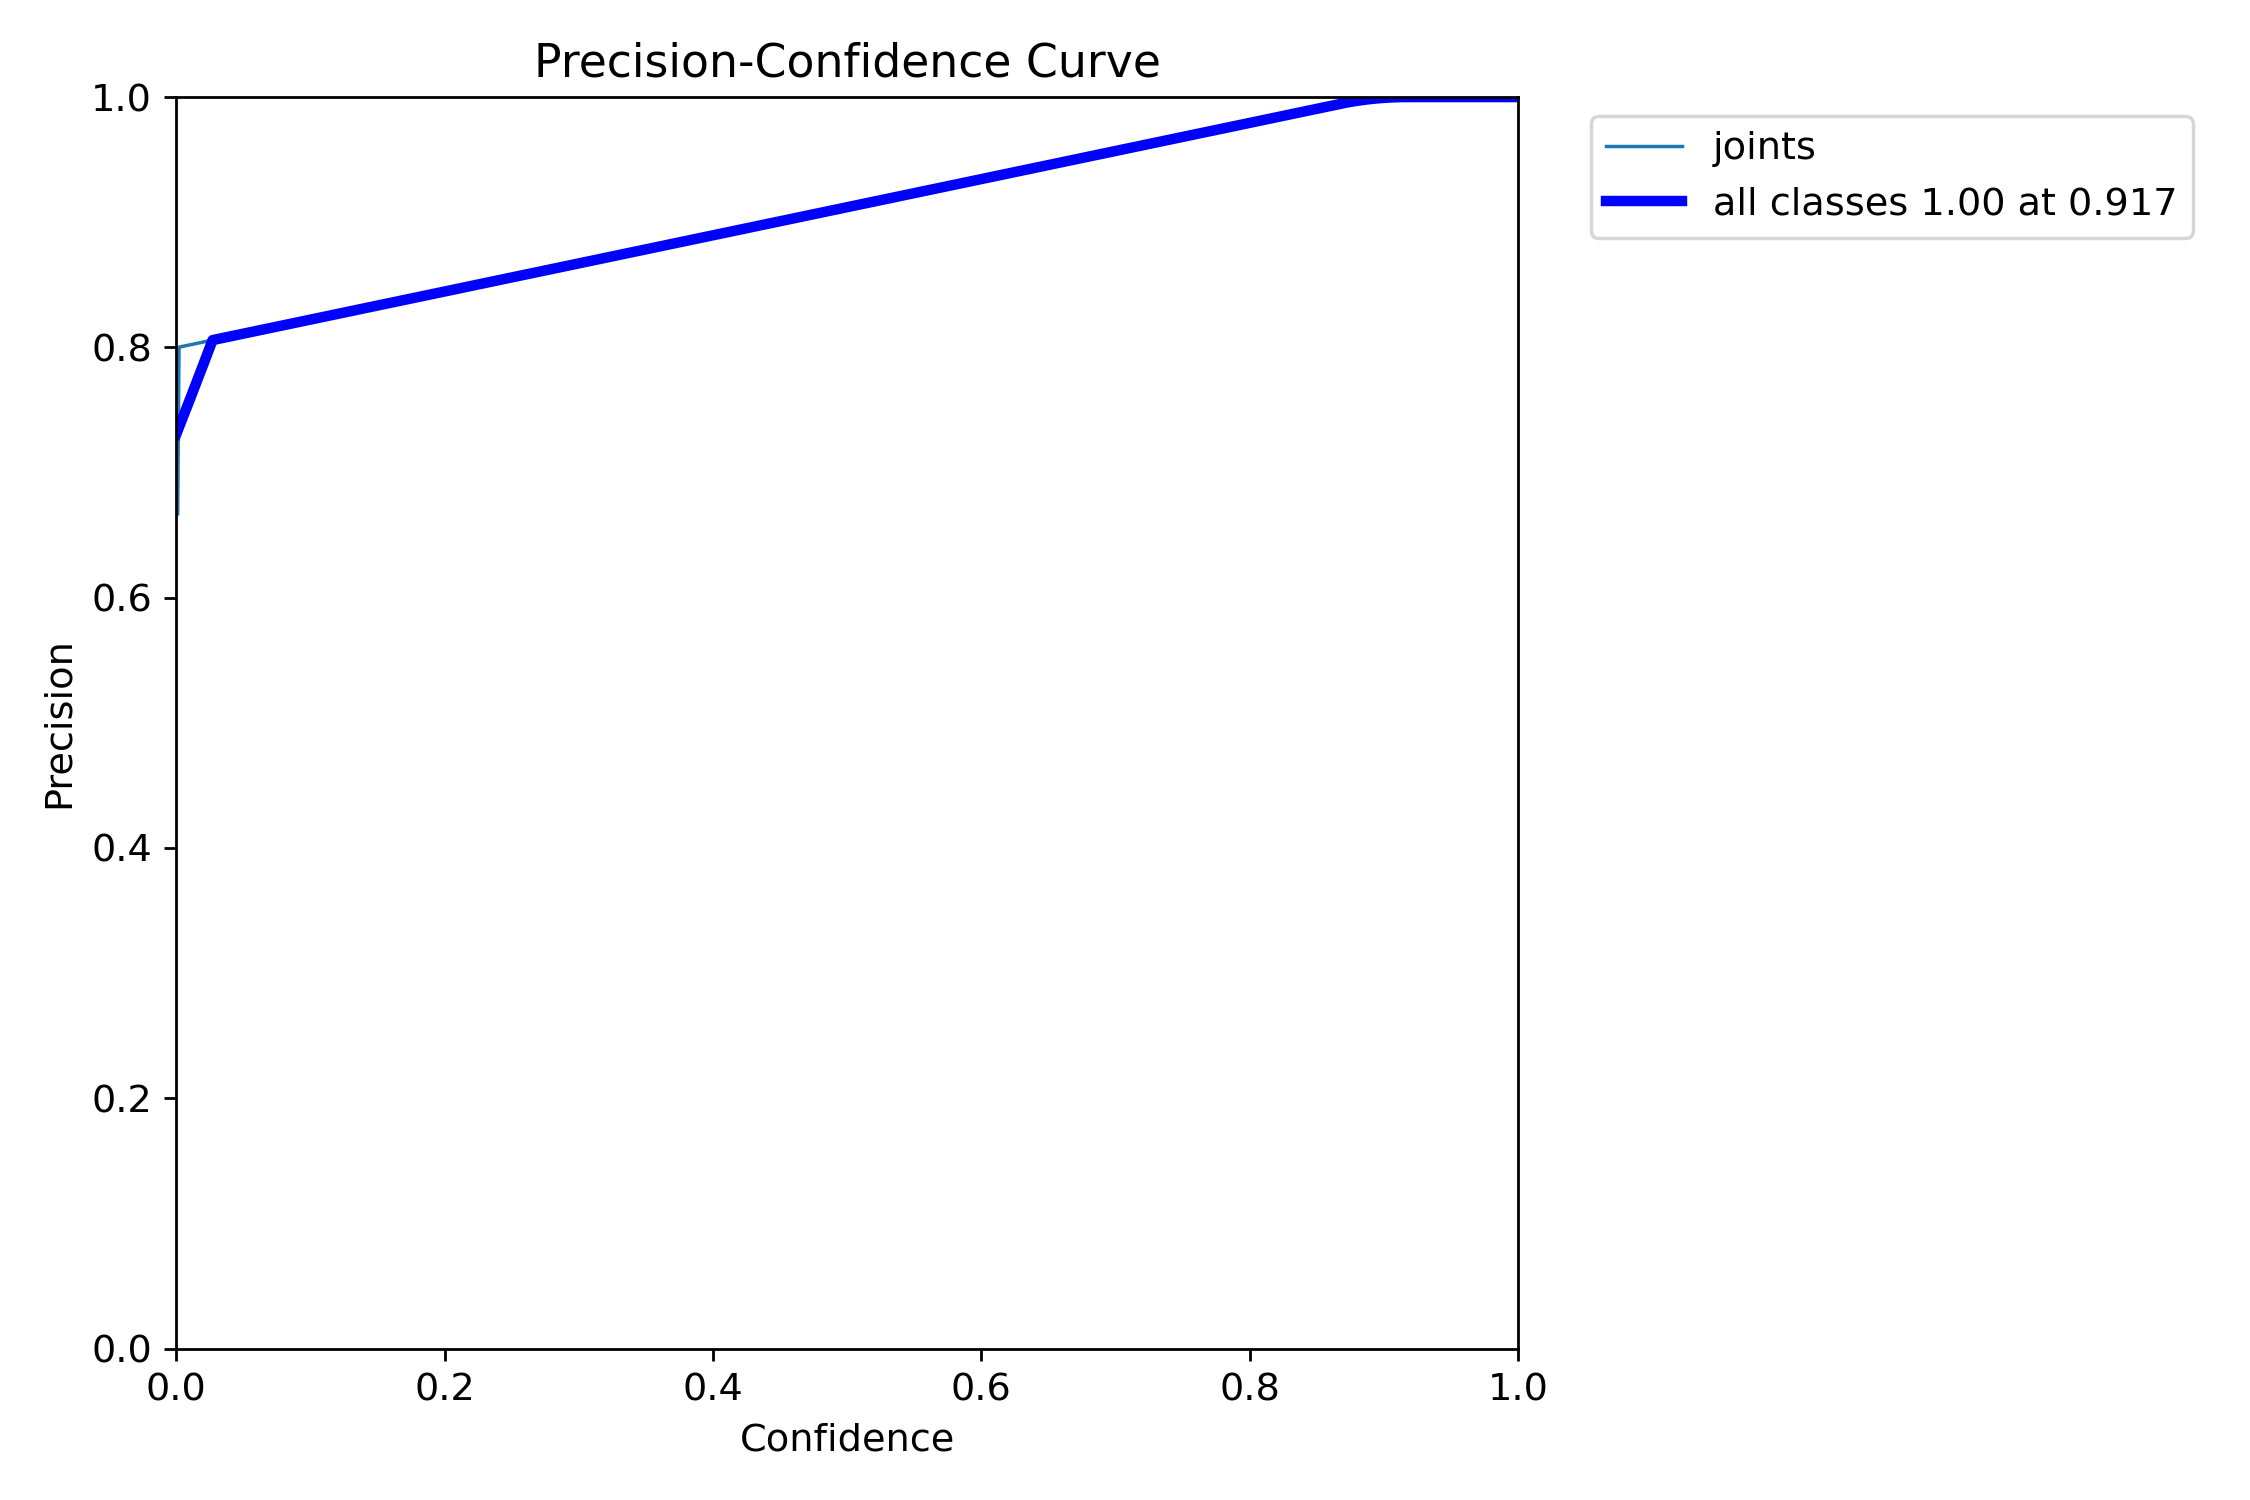 Precision-Confidence Curve
joints
all classes 1.00 at 0.917
1.0
0.8
0.6
0.4
0.2
0.0
Precision
0.0 0.2 0.4 0.6 0.8 1.0
Confidence